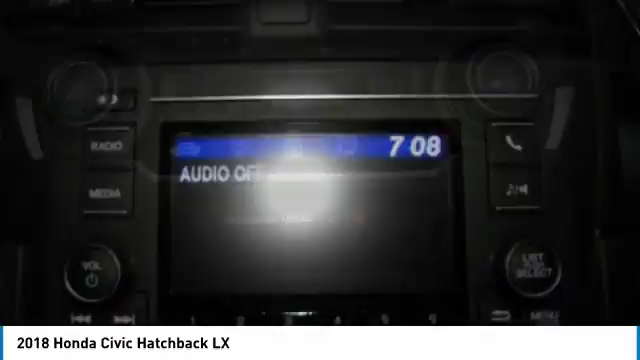 7 08
RADIO
AUDIO OFF
MEDIA
VOL
LIST
SELECT
1 2 3 4 5 6
MENU
2018 Honda Civic Hatchback LX